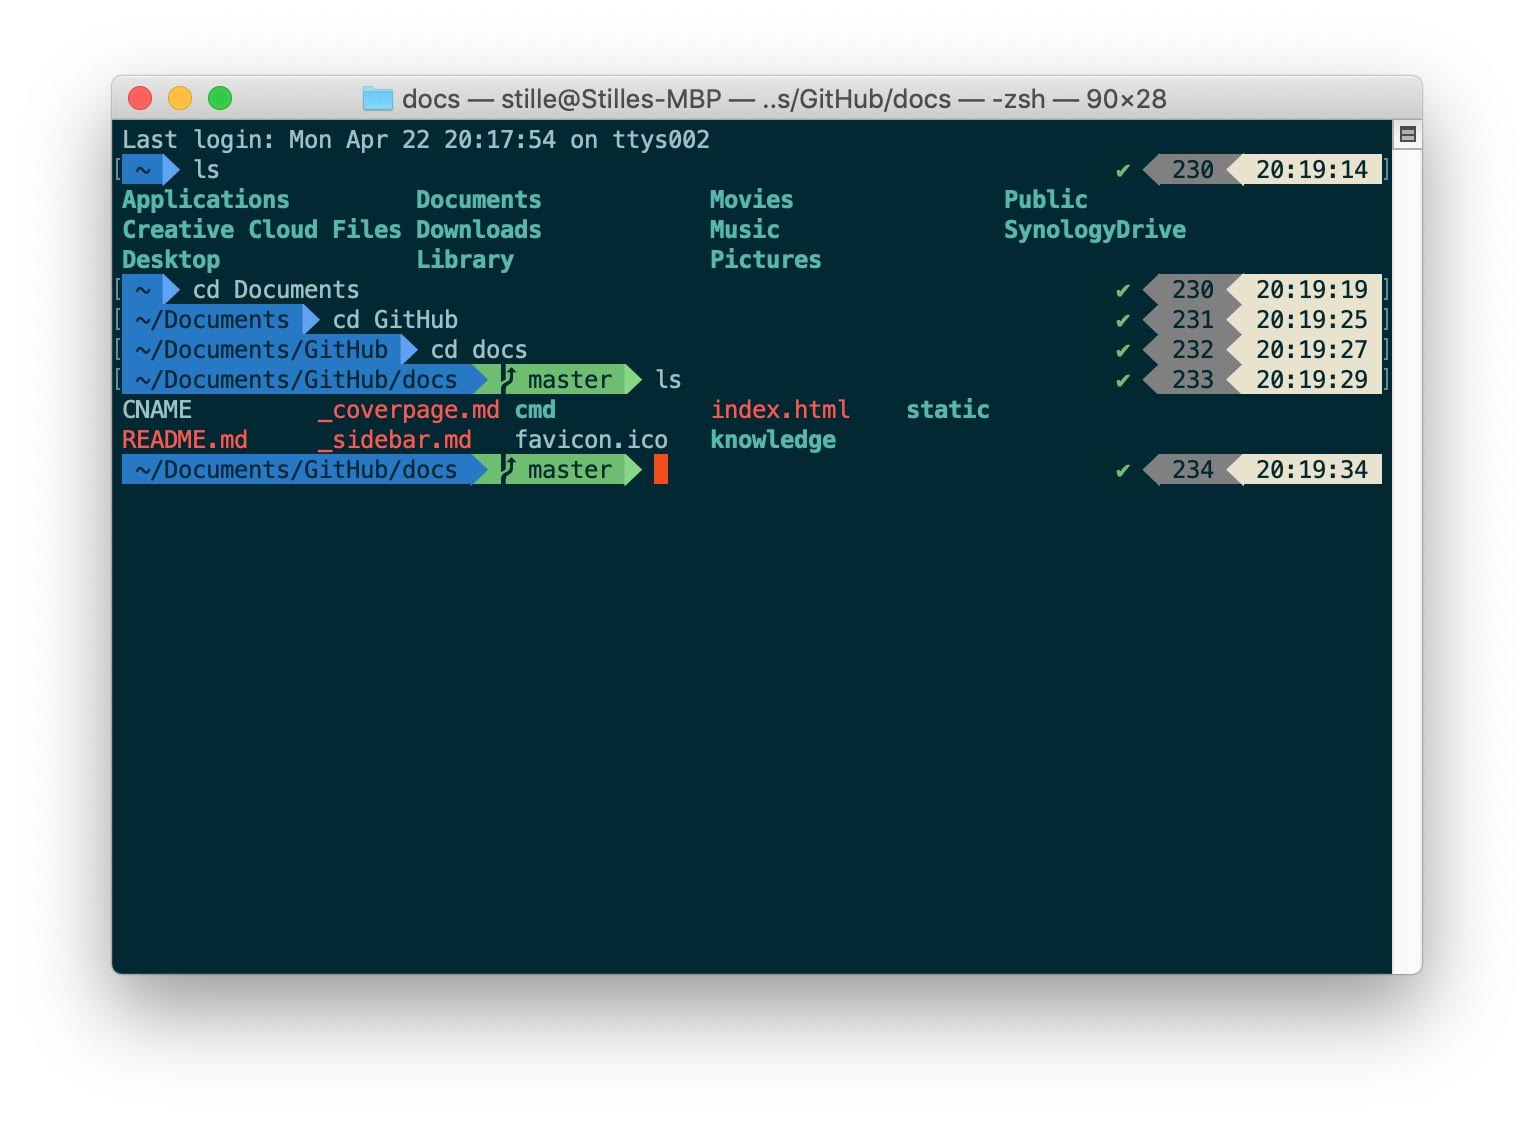 docs — stille@Stilles-MBP — ..s/GitHub/docs — -zsh — 90×28
Last login: Mon Apr 22 20:17:54 on ttys002
[ ~ ls ✔ 230 20:19:14 ]
Applications Documents Movies Public
Creative Cloud Files Downloads Music SynologyDrive
Desktop Library Pictures
[ ~ cd Documents ✔ 230 20:19:19 ]
[ ~/Documents cd GitHub ✔ 231 20:19:25 ]
[ ~/Documents/GitHub cd docs ✔ 232 20:19:27 ]
[ ~/Documents/GitHub/docs master ls ✔ 233 20:19:29 ]
CNAME _coverpage.md cmd index.html static
README.md _sidebar.md favicon.ico knowledge
~/Documents/GitHub/docs master ✔ 234 20:19:34